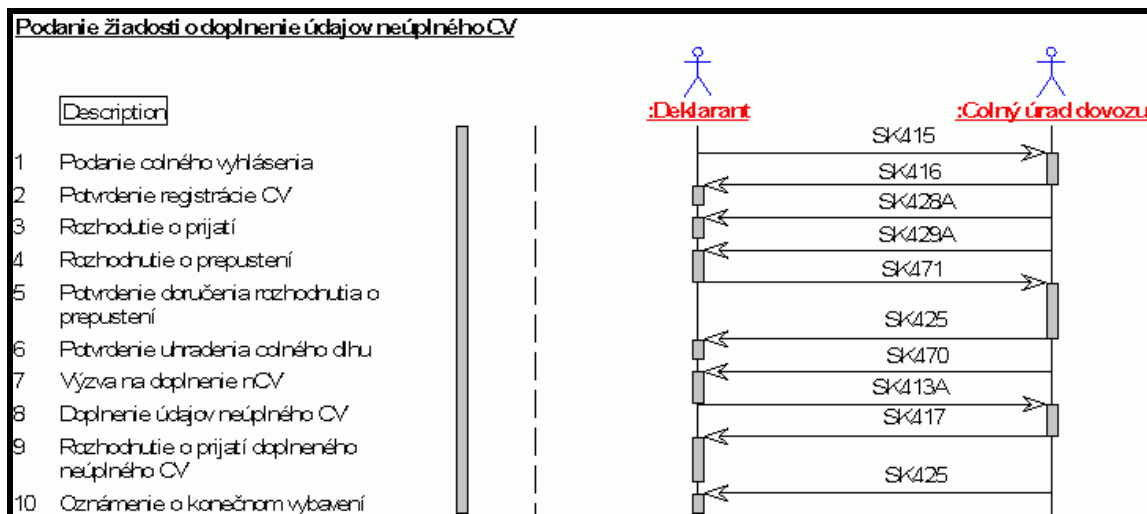 Podanie žiadosti o doplnenie údajov neúplného CV
Description
:Deklarant
:Colný úrad dovozu
1 Podanie colného vyhlásenia
SK415
2 Potvrdenie registrácie CV
SK416
3 Rozhodutie o prijatí
SK428A
4 Rozhodnutie o prepustení
SK429A
5 Potvrdenie doručenia rozhodnutia o
prepustení
SK471
6 Potvrdenie uhradenia colného dlhu
SK425
7 Výzva na doplnenie nCV
SK470
8 Doplnenie údajov neúplného CV
SK413A
9 Rozhodnutie o prijatí doplneného
neúplného CV
SK417
10 Oznámenie o konečnom vybavení
SK425